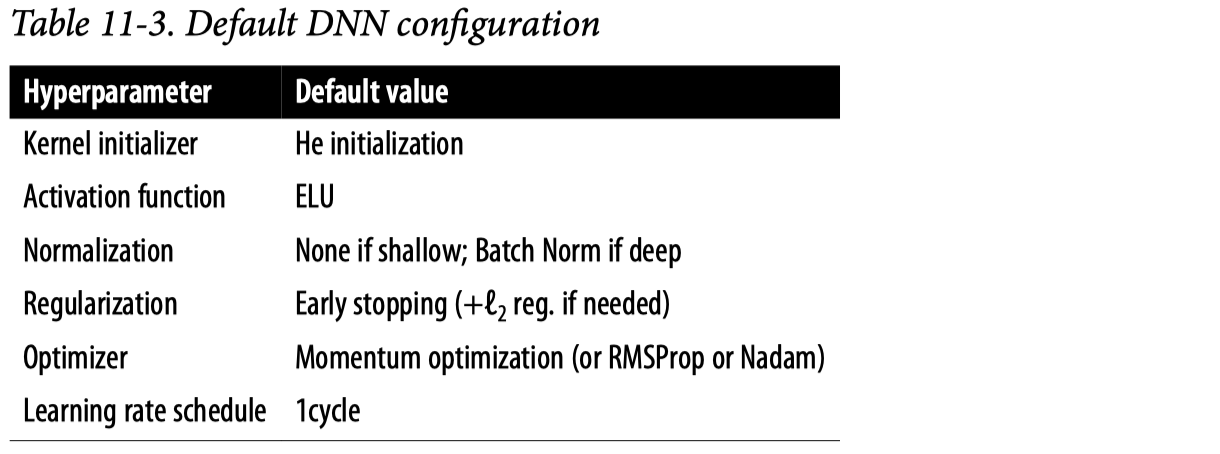 Table 11-3. Default DNN configuration
Hyperparameter Default value
Kernel initializer He initialization
Activation function ELU
Normalization None if shallow; Batch Norm if deep
Regularization Early stopping (+ℓ₂ reg. if needed)
Optimizer Momentum optimization (or RMSProp or Nadam)
Learning rate schedule 1cycle